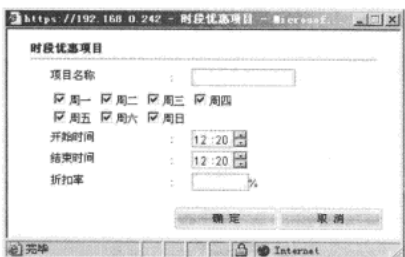 https://192.168.0.242 - 时段优惠项目 - Microsof.
时段优惠项目
项目名称 :
周一 周二 周三 周四
周五 周六 周日
开始时间 : 12:20
结束时间 : 12:20
折扣率 : %
确定 取消
完毕 Internet